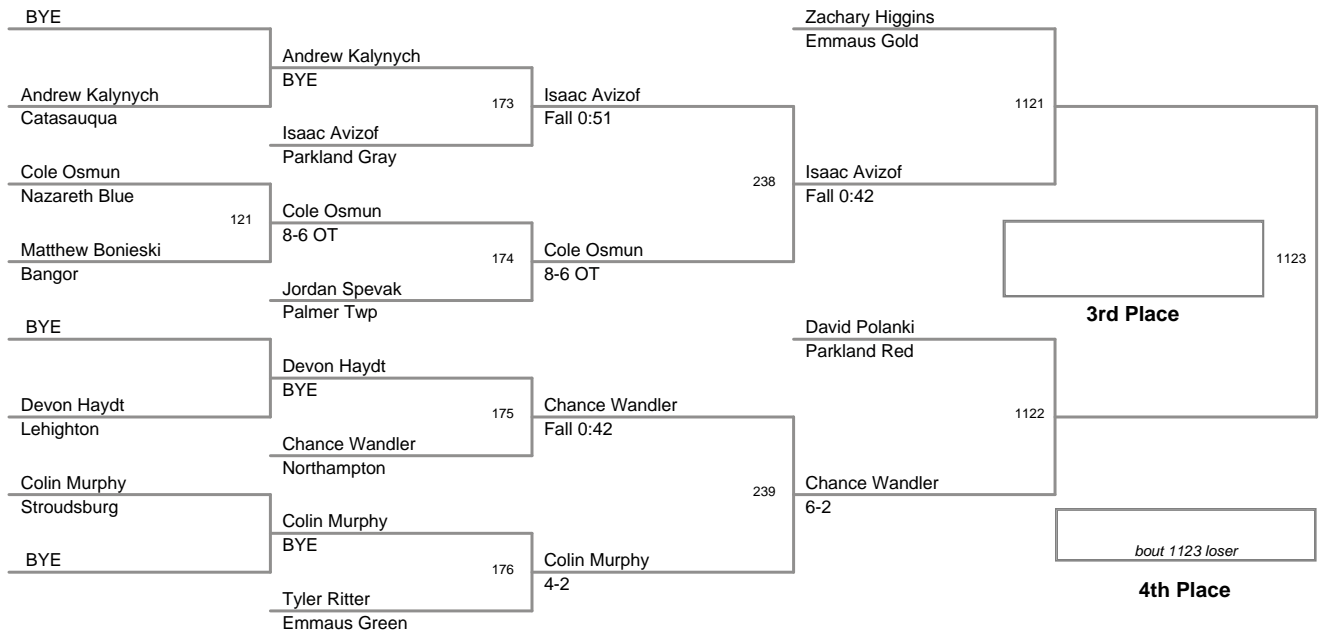 BYE
Andrew Kalynych
Catasauqua
Cole Osmun
Nazareth Blue
121
Matthew Bonieski
Bangor
BYE
Devon Haydt
Lehighton
Colin Murphy
Stroudsburg
BYE
Andrew Kalynych
BYE
173
Isaac Avizof
Parkland Gray
Cole Osmun
8-6 OT
174
Jordan Spevak
Palmer Twp
Devon Haydt
BYE
175
Chance Wandler
Northampton
Colin Murphy
BYE
176
Tyler Ritter
Emmaus Green
Isaac Avizof
Fall 0:51
238
Cole Osmun
8-6 OT
Chance Wandler
Fall 0:42
239
Colin Murphy
4-2
Zachary Higgins
Emmaus Gold
1121
Isaac Avizof
Fall 0:42
1123
3rd Place
David Polanki
Parkland Red
1122
Chance Wandler
6-2
bout 1123 loser
4th Place